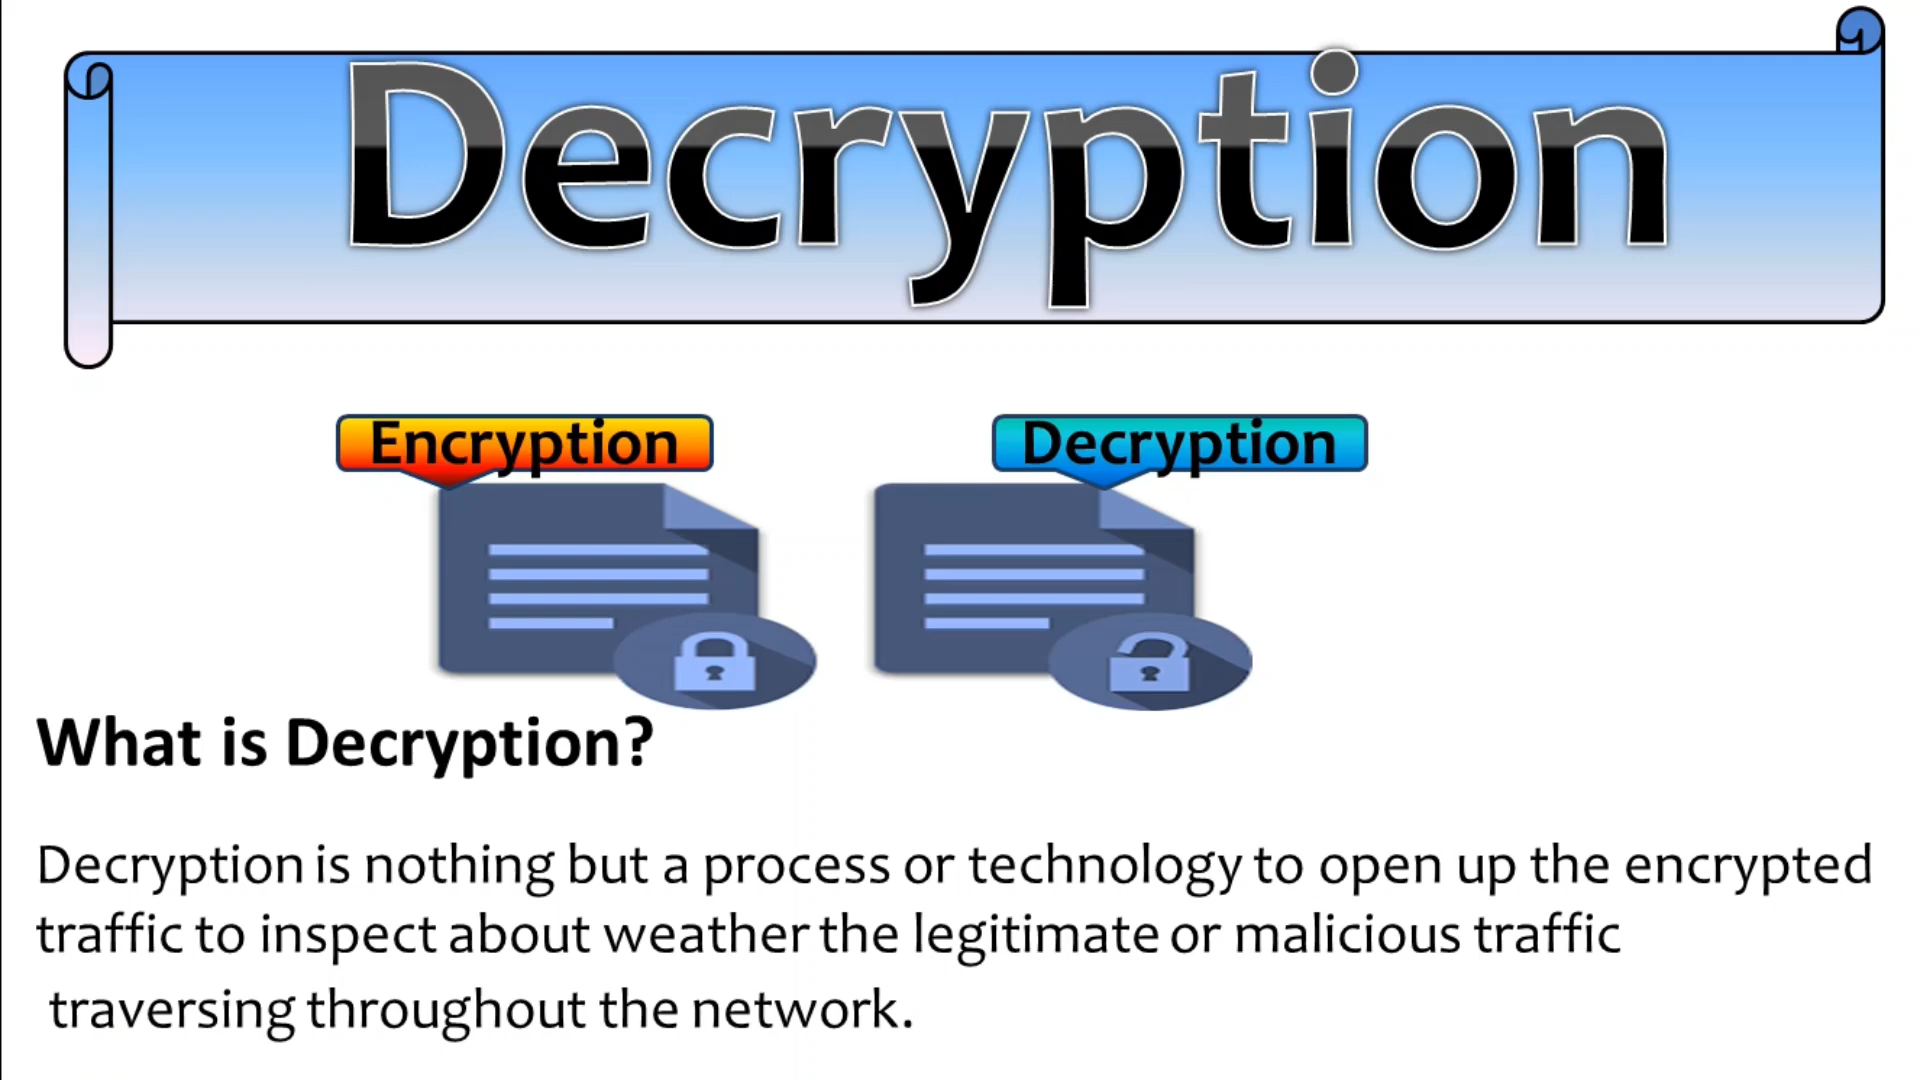 Decryption
Encryption
Decryption
What is Decryption?
Decryption is nothing but a process or technology to open up the encrypted
traffic to inspect about weather the legitimate or malicious traffic
traversing throughout the network.